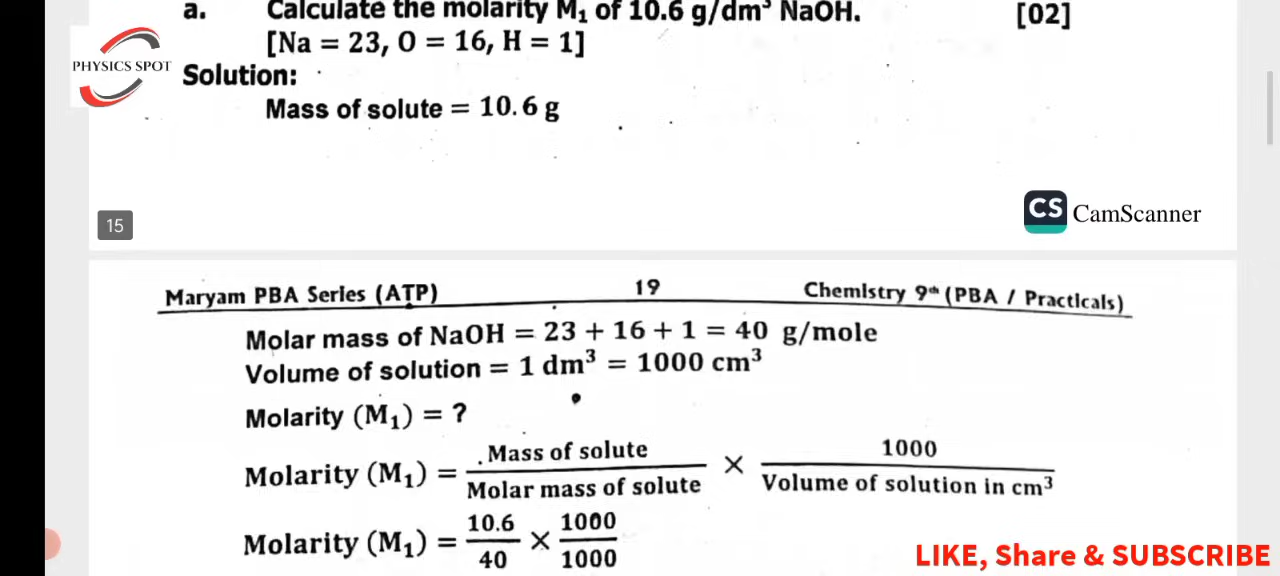 a. Calculate the molarity M₁ of 10.6 g/dm³ NaOH. [02]
[Na = 23, O = 16, H = 1]
PHYSICS SPOT
Solution:
Mass of solute = 10.6 g
CS CamScanner
15
Maryam PBA Series (ATP) 19 Chemistry 9th (PBA / Practicals)
Molar mass of NaOH = 23 + 16 + 1 = 40 g/mole
Volume of solution = 1 dm³ = 1000 cm³
Molarity (M₁) = ?
Molarity (M₁) = Mass of solute / Molar mass of solute × 1000 / Volume of solution in cm³
Molarity (M₁) = 10.6 / 40 × 1000 / 1000
LIKE, Share & SUBSCRIBE